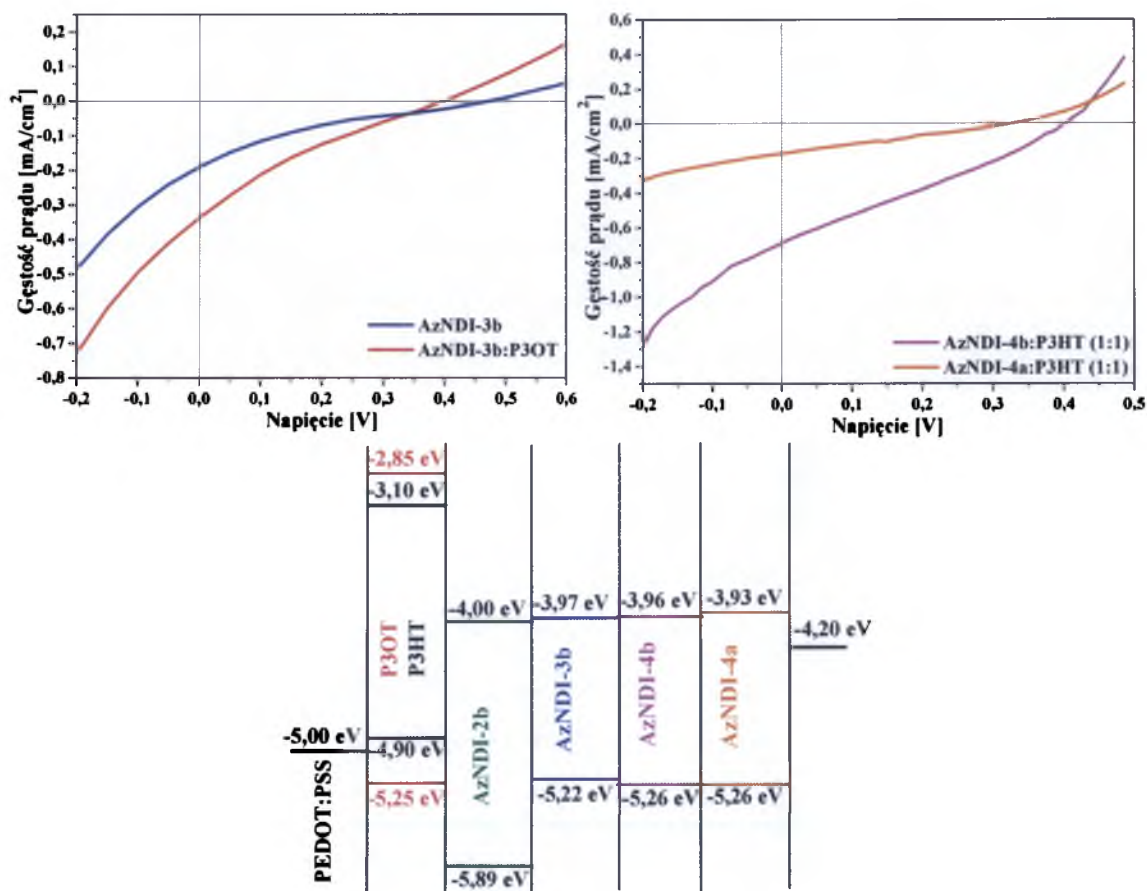 Gęstość prądu [mA/cm²]
0,2
0,1
0,0
-0,1
-0,2
-0,3
-0,4
-0,5
-0,6
-0,7
-0,8
AzNDI-3b
AzNDI-3b:P3OT
-0,2 -0,1 0,0 0,1 0,2 0,3 0,4 0,5 0,6
Napięcie [V]
Gęstość prądu [mA/cm²]
0,6
0,4
0,2
0,0
-0,2
-0,4
-0,6
-0,8
-1,0
-1,2
-1,4
AzNDI-4b:P3HT (1:1)
AzNDI-4a:P3HT (1:1)
-0,2 -0,1 0,0 0,1 0,2 0,3 0,4 0,5
Napięcie [V]
-2,85 eV
-3,10 eV
-4,00 eV
-3,97 eV
-3,96 eV
-3,93 eV
-4,20 eV
P3OT
P3HT
AzNDI-2b
AzNDI-3b
AzNDI-4b
AzNDI-4a
-5,00 eV
-4,90 eV
PEDOT:PSS
-5,25 eV
-5,22 eV
-5,26 eV
-5,26 eV
-5,89 eV